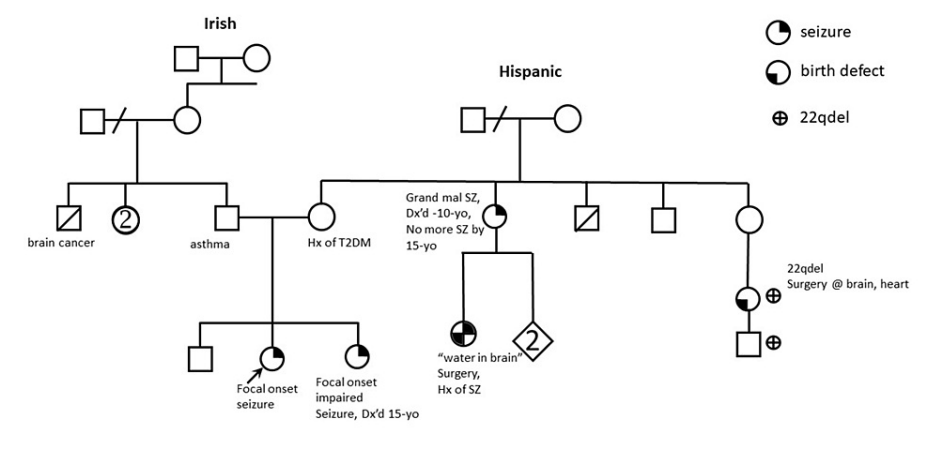 Irish
seizure
Hispanic
birth defect
22qdel
Grand mal SZ,
Dx'd -10-yo,
No more SZ by
15-yo
2
brain cancer
asthma
Hx of T2DM
22qdel
Surgery @ brain, heart
2
"water in brain"
Surgery,
Hx of SZ
Focal onset
seizure
Focal onset
impaired
Seizure, Dx'd 15-yo